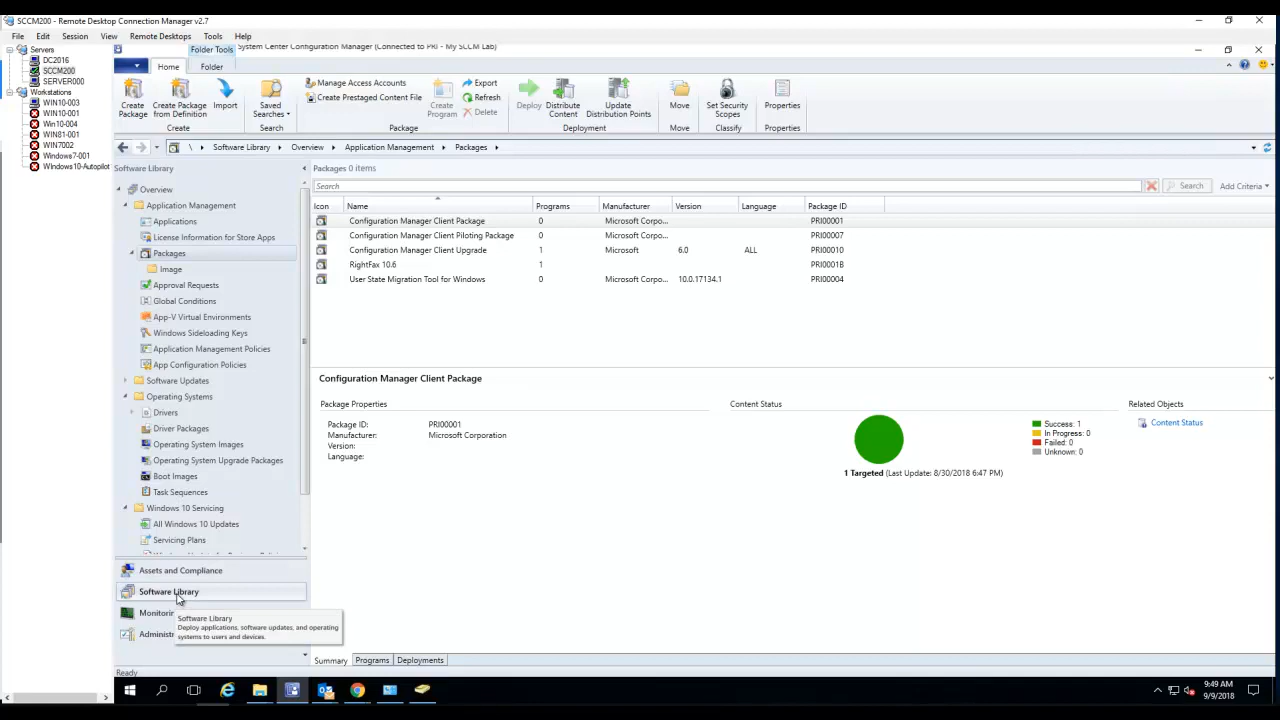 SCCM200 - Remote Desktop Connection Manager v2.7
File Edit Session View Remote Desktops Tools Help
Servers
DC2016
SCCM200
SERVER000
Workstations
WIN10-003
WIN10-001
Win10-004
WIN81-001
WIN7002
Windows7-001
Windows10-Autopilot
Folder Tools System Center Configuration Manager (Connected to PRI - My SCCM Lab)
Home Folder
Create Package
Create Package from Definition
Import
Create
Saved Searches
Search
Manage Access Accounts
Create Prestaged Content File
Create Program
Export
Refresh
Delete
Package
Deploy
Distribute Content
Update Distribution Points
Deployment
Move
Move
Set Security Scopes
Classify
Properties
Properties
\ Software Library Overview Application Management Packages
Software Library
Overview
Application Management
Applications
License Information for Store Apps
Packages
Image
Approval Requests
Global Conditions
App-V Virtual Environments
Windows Sideloading Keys
Application Management Policies
App Configuration Policies
Software Updates
Operating Systems
Drivers
Driver Packages
Operating System Images
Operating System Upgrade Packages
Boot Images
Task Sequences
Windows 10 Servicing
All Windows 10 Updates
Servicing Plans
Assets and Compliance
Software Library
Monitorin
Administr
Software Library
Deploy applications, software updates, and operating
systems to users and devices.
Packages 0 items
Search Search Add Criteria
Icon Name Programs Manufacturer Version Language Package ID
Configuration Manager Client Package 0 Microsoft Corpo... PRI00001
Configuration Manager Client Piloting Package 0 Microsoft Corpo... PRI00007
Configuration Manager Client Upgrade 1 Microsoft 6.0 ALL PRI00010
RightFax 10.6 1 PRI0001B
User State Migration Tool for Windows 0 Microsoft Corpo... 10.0.17134.1 PRI00004
Configuration Manager Client Package
Package Properties
Package ID: PRI00001
Manufacturer: Microsoft Corporation
Version:
Language:
Content Status
1 Targeted (Last Update: 8/30/2018 6:47 PM)
Success: 1
In Progress: 0
Failed: 0
Unknown: 0
Related Objects
Content Status
Summary Programs Deployments
Ready
9:49 AM
9/9/2018